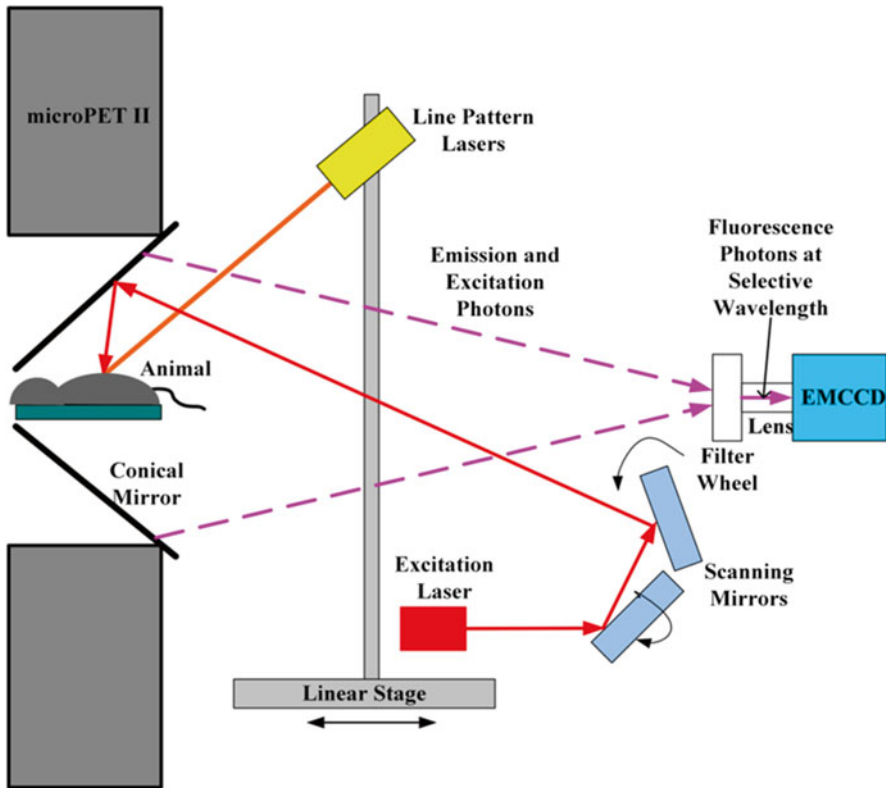 microPET II
Line Pattern
Lasers
Fluorescence
Photons at
Selective
Wavelength
Emission and
Excitation
Photons
Animal
EMCCD
Lens
Filter
Wheel
Conical
Mirror
Excitation
Laser
Scanning
Mirrors
Linear Stage